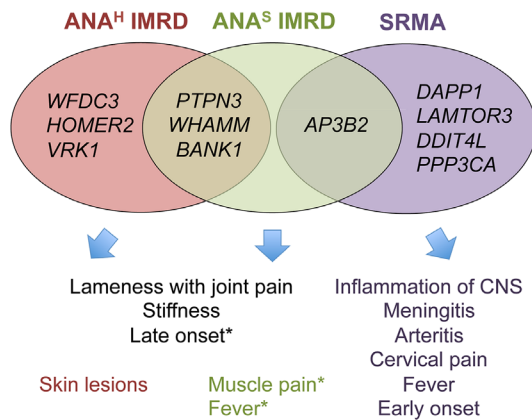 ANAᴴ IMRD ANAˢ IMRD SRMA
WFDC3
HOMER2
VRK1
PTPN3
WHAMM
BANK1
AP3B2
DAPP1
LAMTOR3
DDIT4L
PPP3CA
Lameness with joint pain
Stiffness
Late onset*
Skin lesions
Muscle pain*
Fever*
Inflammation of CNS
Meningitis
Arteritis
Cervical pain
Fever
Early onset